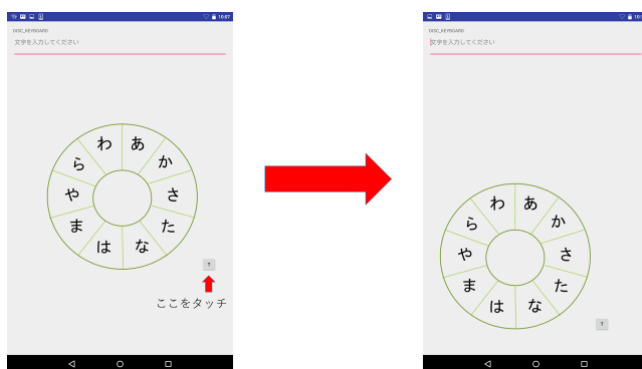 10:07
DISC_KEYBOARD
文字を入力してください
わ あ
ら か
や さ
ま た
は な
ここをタッチ
DISC_KEYBOARD
文字を入力してください
わ あ
ら か
や さ
ま た
は な